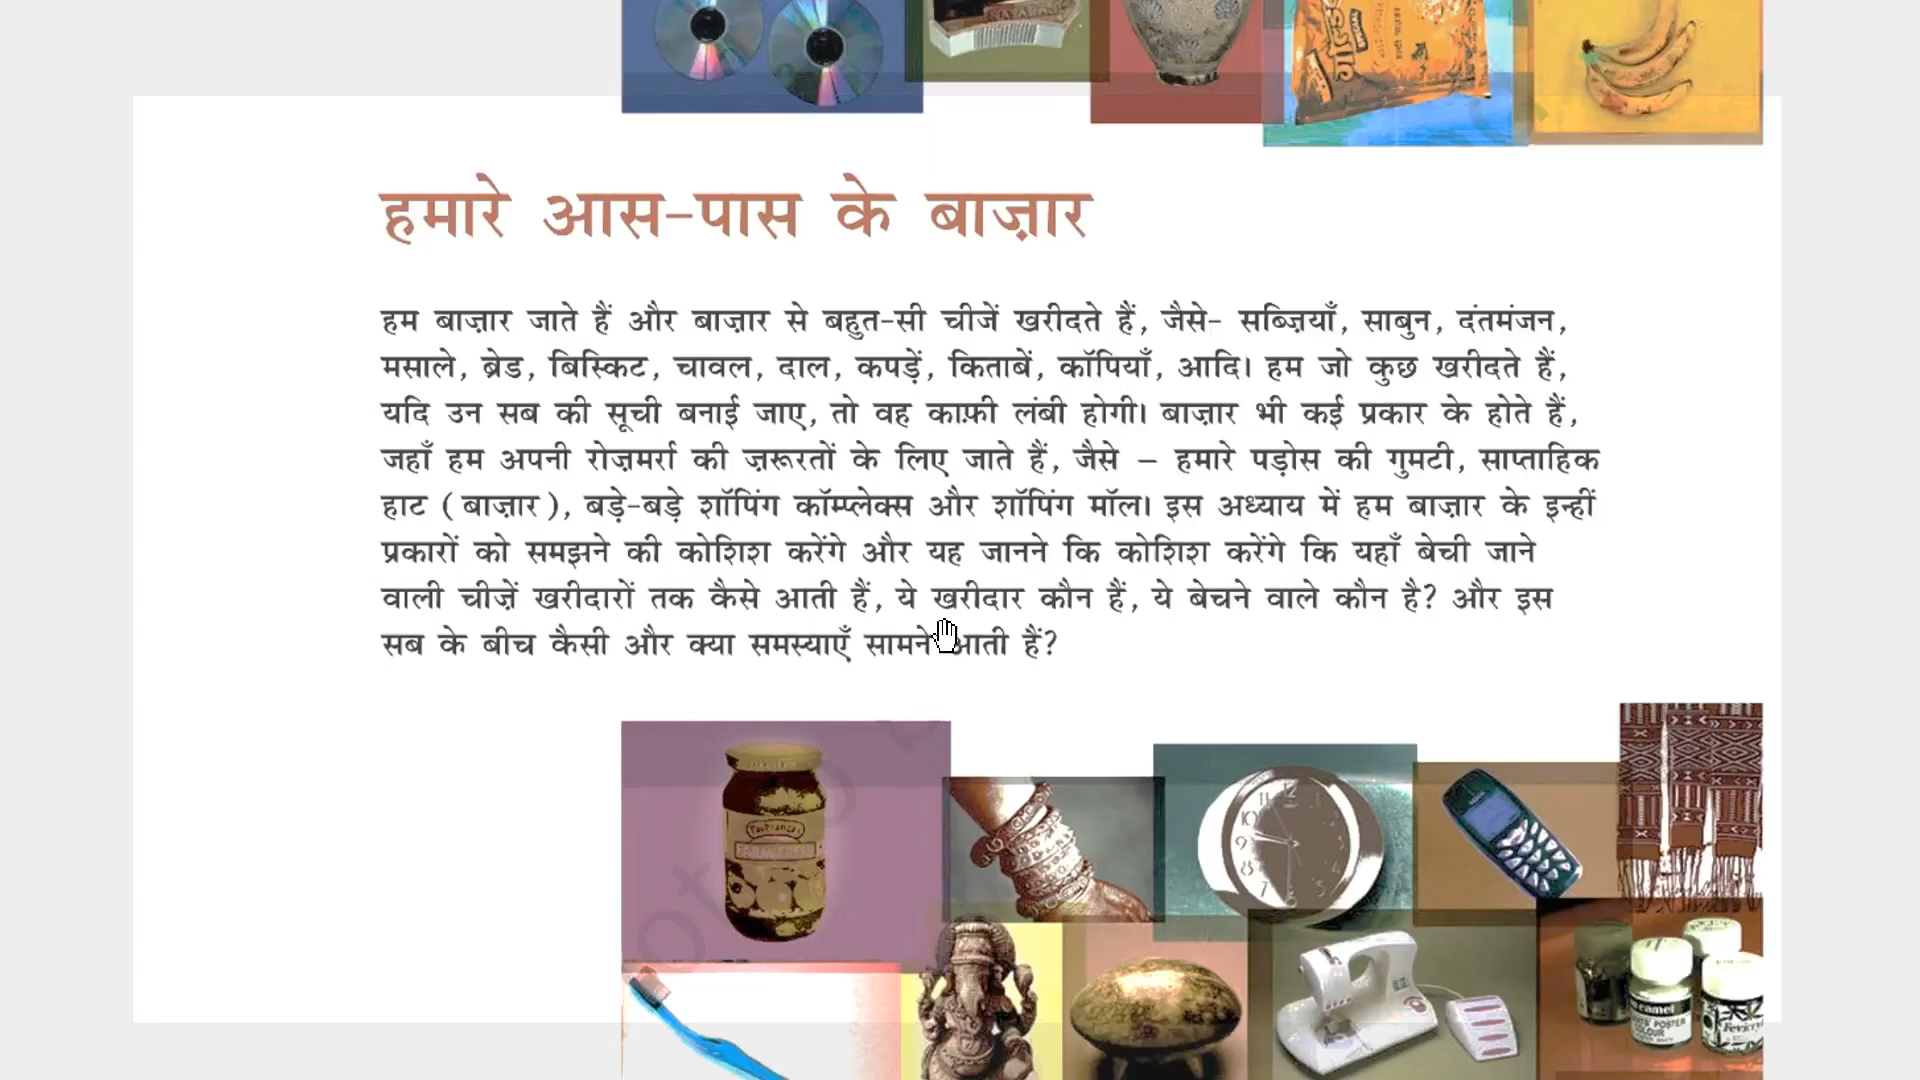 हमारे आस-पास के बाज़ार
हम बाज़ार जाते हैं और बाज़ार से बहुत-सी चीजें खरीदते हैं, जैसे- सब्ज़ियाँ, साबुन, दंतमंजन,
मसाले, ब्रेड, बिस्किट, चावल, दाल, कपड़ें, किताबें, कॉपियाँ, आदि। हम जो कुछ खरीदते हैं,
यदि उन सब की सूची बनाई जाए, तो वह काफ़ी लंबी होगी। बाज़ार भी कई प्रकार के होते हैं,
जहाँ हम अपनी रोज़मर्रा की ज़रूरतों के लिए जाते हैं, जैसे – हमारे पड़ोस की गुमटी, साप्ताहिक
हाट (बाज़ार), बड़े-बड़े शॉपिंग कॉम्प्लेक्स और शॉपिंग मॉल। इस अध्याय में हम बाज़ार के इन्हीं
प्रकारों को समझने की कोशिश करेंगे और यह जानने कि कोशिश करेंगे कि यहाँ बेची जाने
वाली चीज़ें खरीदारों तक कैसे आती हैं, ये खरीदार कौन हैं, ये बेचने वाले कौन है? और इस
सब के बीच कैसी और क्या समस्याएँ सामने आती हैं?
camel
POSTER
COLOUR